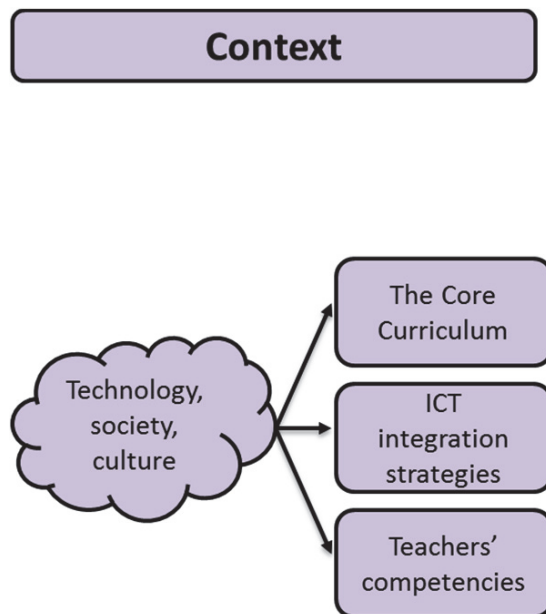 Context
The Core
Curriculum
Technology,
society,
culture
ICT
integration
strategies
Teachers’
competencies